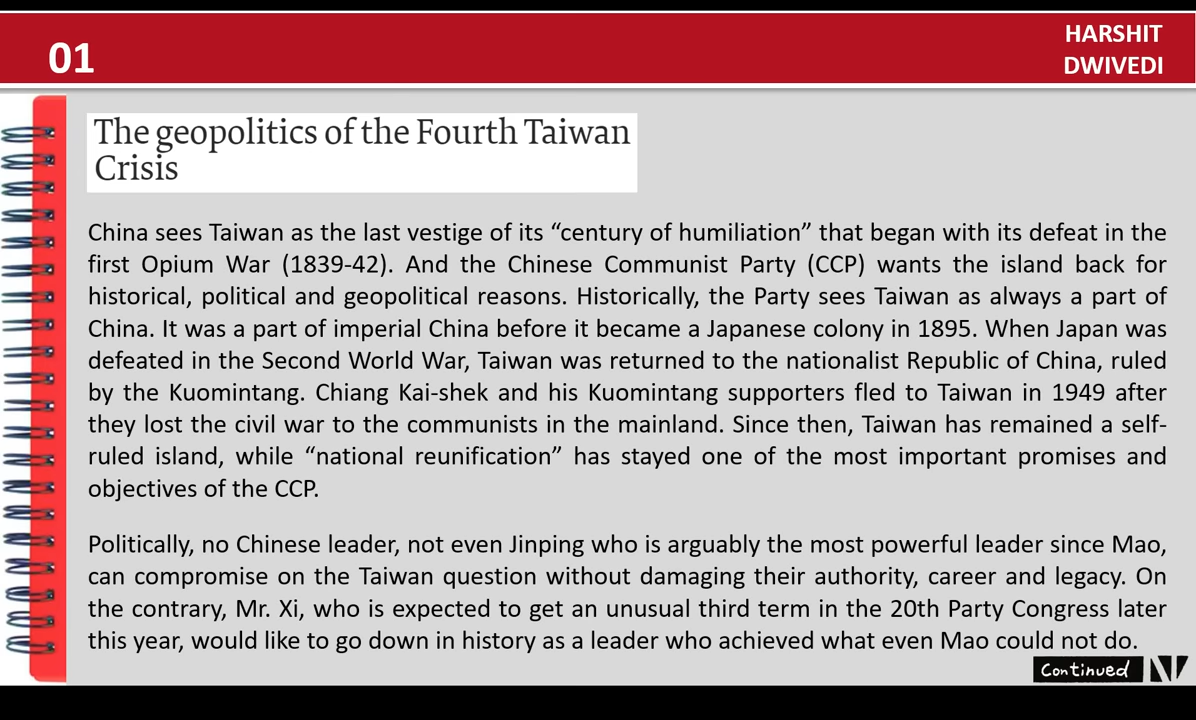 01
HARSHIT
DWIVEDI
The geopolitics of the Fourth Taiwan
Crisis
China sees Taiwan as the last vestige of its “century of humiliation” that began with its defeat in the
first Opium War (1839-42). And the Chinese Communist Party (CCP) wants the island back for
historical, political and geopolitical reasons. Historically, the Party sees Taiwan as always a part of
China. It was a part of imperial China before it became a Japanese colony in 1895. When Japan was
defeated in the Second World War, Taiwan was returned to the nationalist Republic of China, ruled
by the Kuomintang. Chiang Kai-shek and his Kuomintang supporters fled to Taiwan in 1949 after
they lost the civil war to the communists in the mainland. Since then, Taiwan has remained a self-
ruled island, while “national reunification” has stayed one of the most important promises and
objectives of the CCP.
Politically, no Chinese leader, not even Jinping who is arguably the most powerful leader since Mao,
can compromise on the Taiwan question without damaging their authority, career and legacy. On
the contrary, Mr. Xi, who is expected to get an unusual third term in the 20th Party Congress later
this year, would like to go down in history as a leader who achieved what even Mao could not do.
Continued